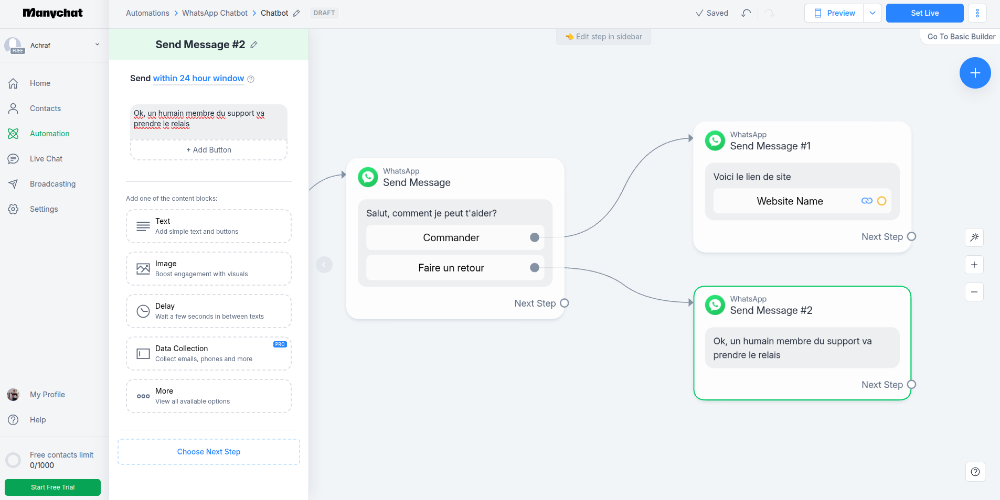 Manychat
Automations > WhatsApp Chatbot > Chatbot DRAFT
Saved
Preview
Set Live
FREE
Achraf
Home
Contacts
Automation
Live Chat
Broadcasting
Settings
My Profile
Help
Free contacts limit
0/1000
Start Free Trial
Send Message #2
Send within 24 hour window
Ok, un humain membre du support va
prendre le relais
+ Add Button
Add one of the content blocks:
Text
Add simple text and buttons
Image
Boost engagement with visuals
Delay
Wait a few seconds in between texts
Data Collection PRO
Collect emails, phones and more
More
View all available options
Choose Next Step
👈 Edit step in sidebar
Go To Basic Builder
WhatsApp
Send Message
Salut, comment je peut t'aider?
Commander
Faire un retour
Next Step
WhatsApp
Send Message #1
Voici le lien de site
Website Name
Next Step
WhatsApp
Send Message #2
Ok, un humain membre du support va
prendre le relais
Next Step